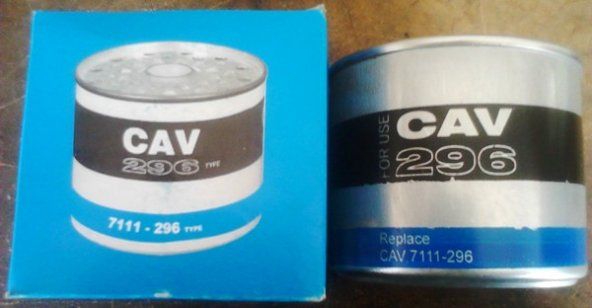 CAV
296 TYPE
7111 - 296 TYPE
FOR USE
CAV
296
Replace
CAV 7111-296